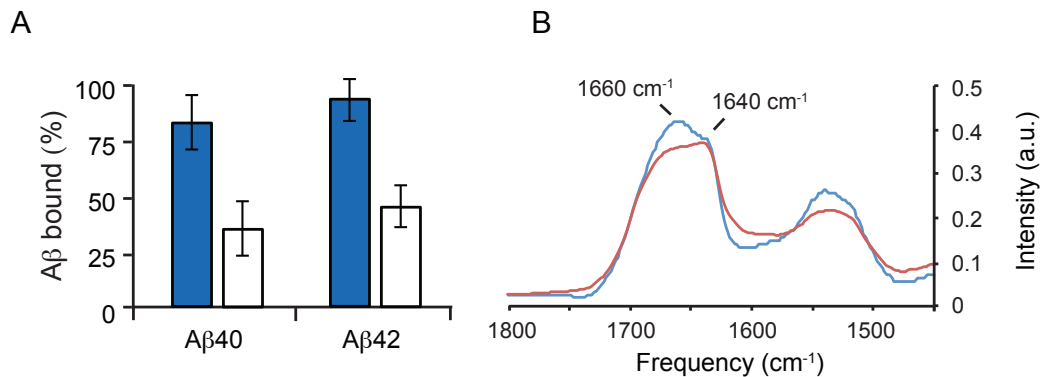 A
Aβ bound (%)
100
75
50
25
0
Aβ40
Aβ42
B
1660 cm⁻¹
1640 cm⁻¹
0.5
0.4
0.3
0.2
0.1
0
Intensity (a.u.)
1800
1700
1600
1500
Frequency (cm⁻¹)